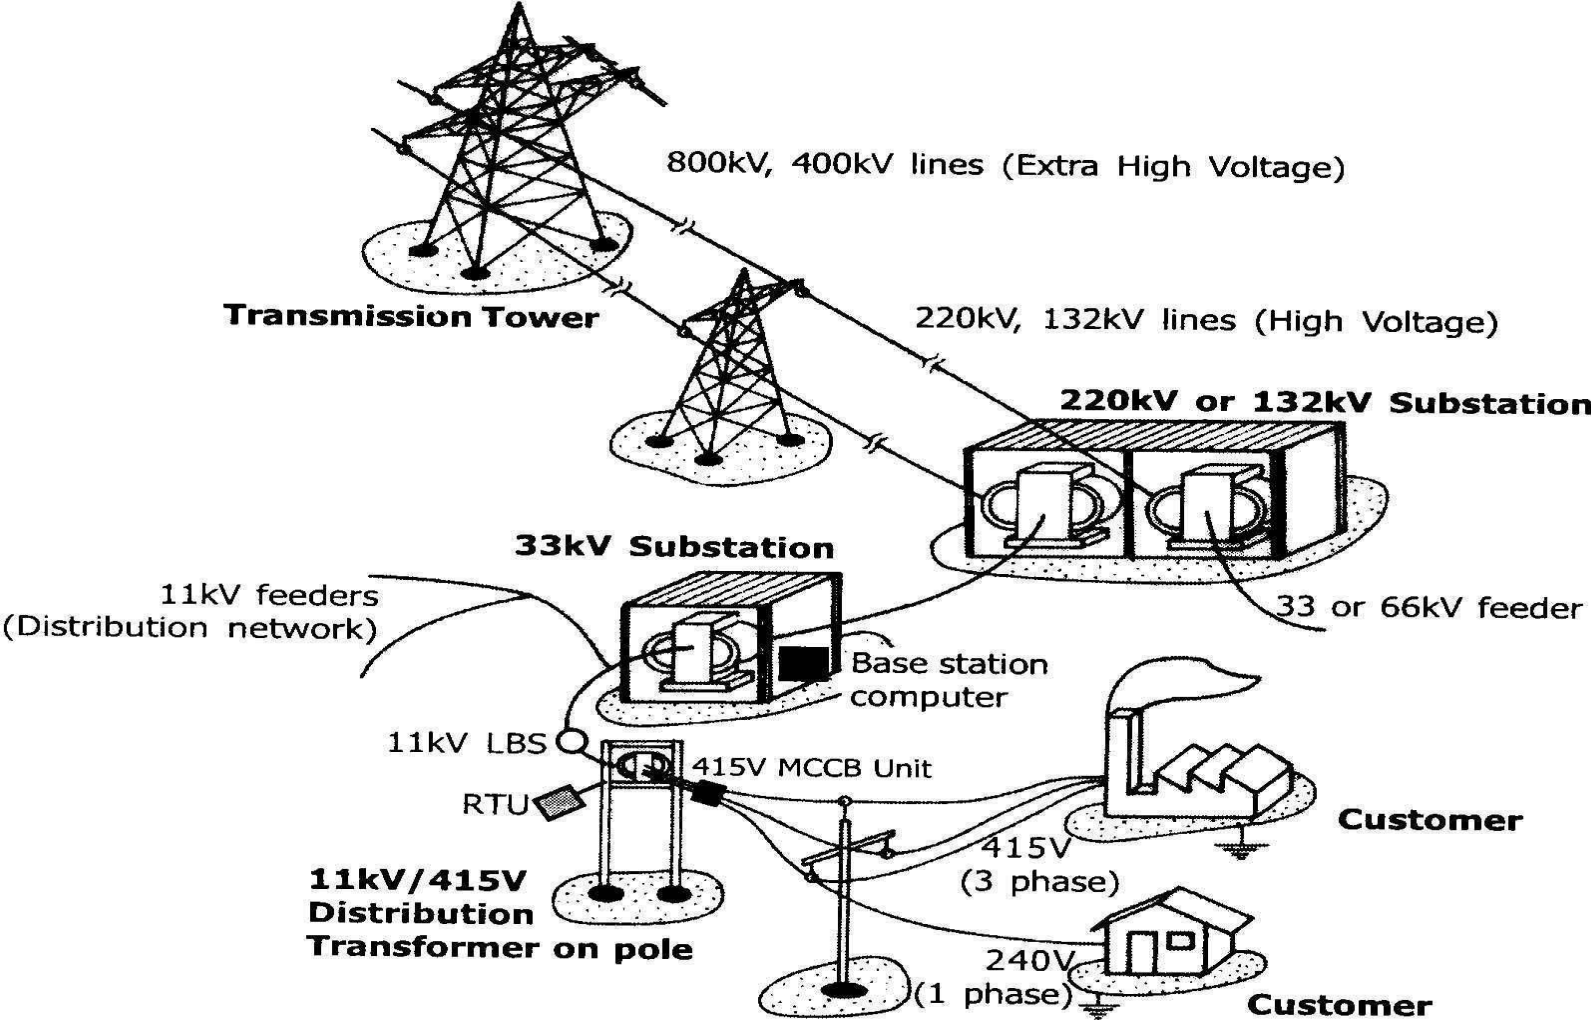 800kV, 400kV lines (Extra High Voltage)
Transmission Tower
220kV, 132kV lines (High Voltage)
220kV or 132kV Substation
33kV Substation
11kV feeders
(Distribution network)
33 or 66kV feeder
Base station
computer
11kV LBS
415V MCCB Unit
RTU
Customer
415V
(3 phase)
11kV/415V
Distribution
Transformer on pole
240V
(1 phase)
Customer